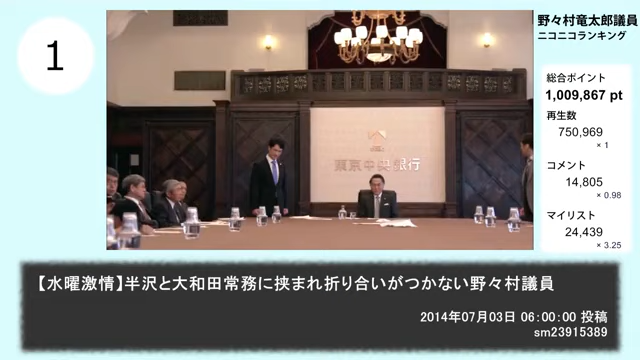 1
東京中央銀行
野々村竜太郎議員
ニコニコランキング
総合ポイント
1,009,867 pt
再生数
750,969
× 1
コメント
14,805
× 0.98
マイリスト
24,439
× 3.25
【水曜激情】半沢と大和田常務に挟まれ折り合いがつかない野々村議員
2014年07月03日 06:00:00 投稿
sm23915389